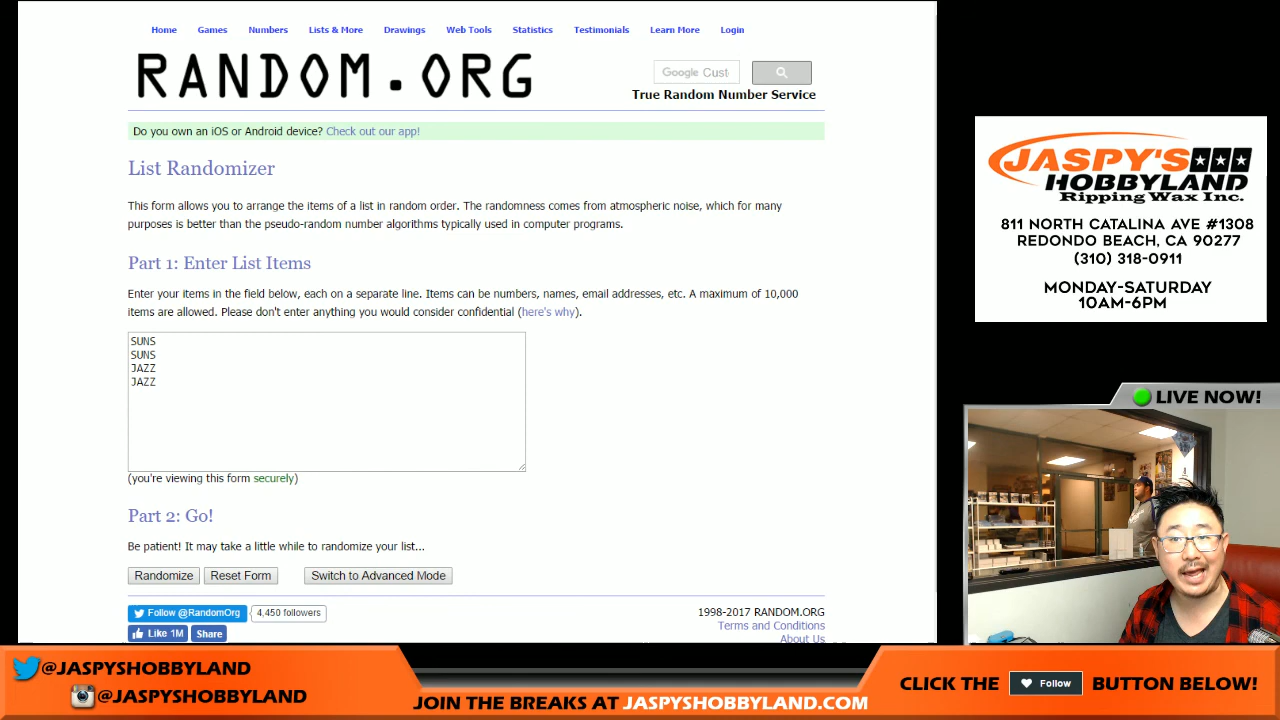 Home Games Numbers Lists & More Drawings Web Tools Statistics Testimonials Learn More Login
RANDOM.ORG
Google Cust
True Random Number Service
Do you own an iOS or Android device? Check out our app!
List Randomizer
This form allows you to arrange the items of a list in random order. The randomness comes from atmospheric noise, which for many
purposes is better than the pseudo-random number algorithms typically used in computer programs.
Part 1: Enter List Items
Enter your items in the field below, each on a separate line. Items can be numbers, names, email addresses, etc. A maximum of 10,000
items are allowed. Please don't enter anything you would consider confidential (here's why).
SUNS
SUNS
JAZZ
JAZZ
(you're viewing this form securely)
Part 2: Go!
Be patient! It may take a little while to randomize your list...
Randomize Reset Form Switch to Advanced Mode
Follow @RandomOrg 4,450 followers
Like 1M Share
1998-2017 RANDOM.ORG
Terms and Conditions
About Us
JASPY'S
HOBBYLAND
Ripping Wax Inc.
811 NORTH CATALINA AVE #1308
REDONDO BEACH, CA 90277
(310) 318-0911
MONDAY-SATURDAY
10AM-6PM
LIVE NOW!
@JASPYSHOBBYLAND
@JASPYSHOBBYLAND
JOIN THE BREAKS AT JASPYSHOBBYLAND.COM
CLICK THE Follow BUTTON BELOW!